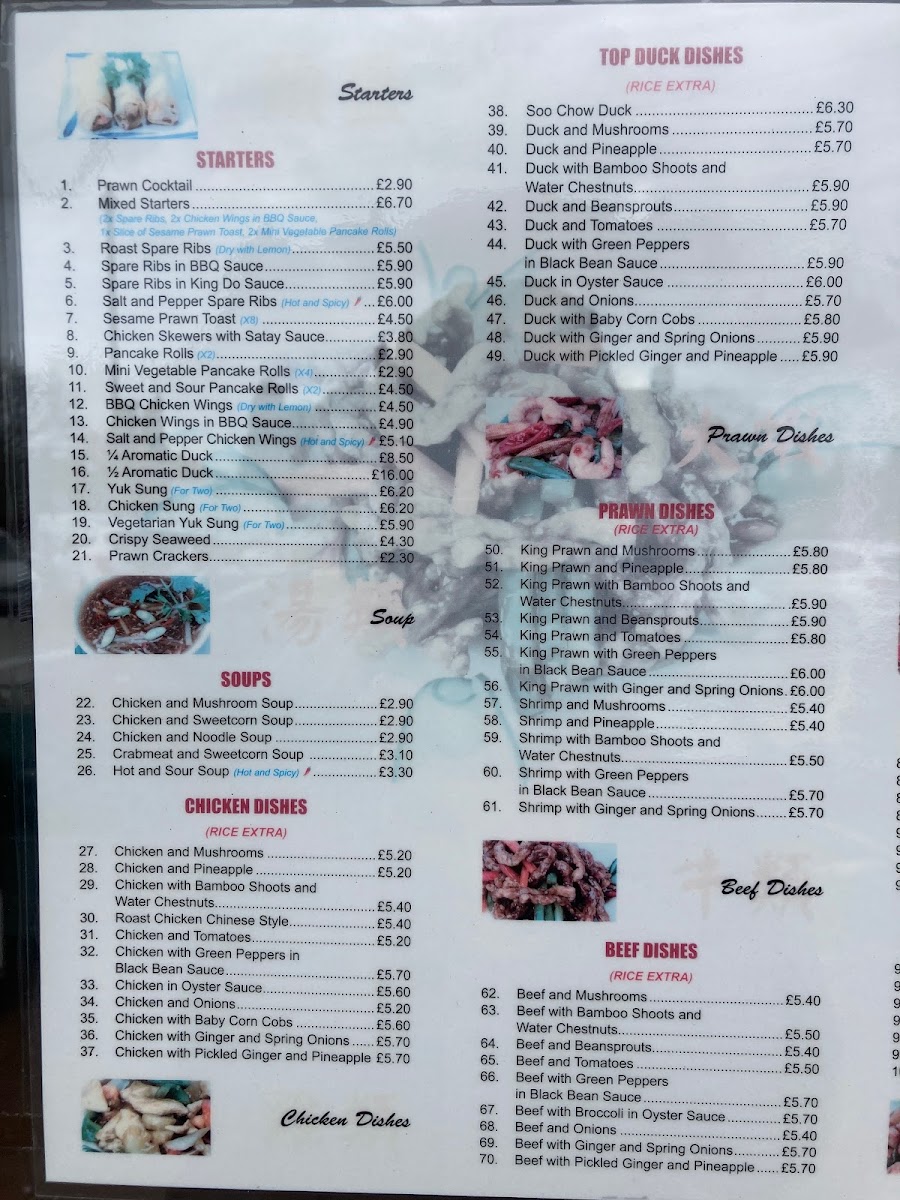 Starters
STARTERS
1. Prawn Cocktail £2.90
2. Mixed Starters £6.70
(2x Spare Ribs, 2x Chicken Wings in BBQ Sauce,
1x Slice of Sesame Prawn Toast, 2x Mini Vegetable Pancake Rolls)
3. Roast Spare Ribs (Dry with Lemon) £5.50
4. Spare Ribs in BBQ Sauce £5.90
5. Spare Ribs in King Do Sauce £5.90
6. Salt and Pepper Spare Ribs (Hot and Spicy) £6.00
7. Sesame Prawn Toast (X8) £4.50
8. Chicken Skewers with Satay Sauce £3.80
9. Pancake Rolls (X2) £2.90
10. Mini Vegetable Pancake Rolls (X4) £2.90
11. Sweet and Sour Pancake Rolls (X2) £4.50
12. BBQ Chicken Wings (Dry with Lemon) £4.50
13. Chicken Wings in BBQ Sauce £4.90
14. Salt and Pepper Chicken Wings (Hot and Spicy) £5.10
15. ¼ Aromatic Duck £8.50
16. ½ Aromatic Duck £16.00
17. Yuk Sung (For Two) £6.20
18. Chicken Sung (For Two) £6.20
19. Vegetarian Yuk Sung (For Two) £5.90
20. Crispy Seaweed £4.30
21. Prawn Crackers £2.30
Soup
SOUPS
22. Chicken and Mushroom Soup £2.90
23. Chicken and Sweetcorn Soup £2.90
24. Chicken and Noodle Soup £2.90
25. Crabmeat and Sweetcorn Soup £3.10
26. Hot and Sour Soup (Hot and Spicy) £3.30
CHICKEN DISHES
(RICE EXTRA)
27. Chicken and Mushrooms £5.20
28. Chicken and Pineapple £5.20
29. Chicken with Bamboo Shoots and
Water Chestnuts £5.40
30. Roast Chicken Chinese Style £5.40
31. Chicken and Tomatoes £5.20
32. Chicken with Green Peppers in
Black Bean Sauce £5.70
33. Chicken in Oyster Sauce £5.60
34. Chicken and Onions £5.20
35. Chicken with Baby Corn Cobs £5.60
36. Chicken with Ginger and Spring Onions £5.70
37. Chicken with Pickled Ginger and Pineapple £5.70
Chicken Dishes
TOP DUCK DISHES
(RICE EXTRA)
38. Soo Chow Duck £6.30
39. Duck and Mushrooms £5.70
40. Duck and Pineapple £5.70
41. Duck with Bamboo Shoots and
Water Chestnuts £5.90
42. Duck and Beansprouts £5.90
43. Duck and Tomatoes £5.70
44. Duck with Green Peppers
in Black Bean Sauce £5.90
45. Duck in Oyster Sauce £6.00
46. Duck and Onions £5.70
47. Duck with Baby Corn Cobs £5.80
48. Duck with Ginger and Spring Onions £5.90
49. Duck with Pickled Ginger and Pineapple £5.90
Prawn Dishes
PRAWN DISHES
(RICE EXTRA)
50. King Prawn and Mushrooms £5.80
51. King Prawn and Pineapple £5.80
52. King Prawn with Bamboo Shoots and
Water Chestnuts £5.90
53. King Prawn and Beansprouts £5.90
54. King Prawn and Tomatoes £5.80
55. King Prawn with Green Peppers
in Black Bean Sauce £6.00
56. King Prawn with Ginger and Spring Onions £6.00
57. Shrimp and Mushrooms £5.40
58. Shrimp and Pineapple £5.40
59. Shrimp with Bamboo Shoots and
Water Chestnuts £5.50
60. Shrimp with Green Peppers
in Black Bean Sauce £5.70
61. Shrimp with Ginger and Spring Onions £5.70
Beef Dishes
BEEF DISHES
(RICE EXTRA)
62. Beef and Mushrooms £5.40
63. Beef with Bamboo Shoots and
Water Chestnuts £5.50
64. Beef and Beansprouts £5.40
65. Beef and Tomatoes £5.50
66. Beef with Green Peppers
in Black Bean Sauce £5.70
67. Beef with Broccoli in Oyster Sauce £5.70
68. Beef and Onions £5.40
69. Beef with Ginger and Spring Onions £5.70
70. Beef with Pickled Ginger and Pineapple £5.70